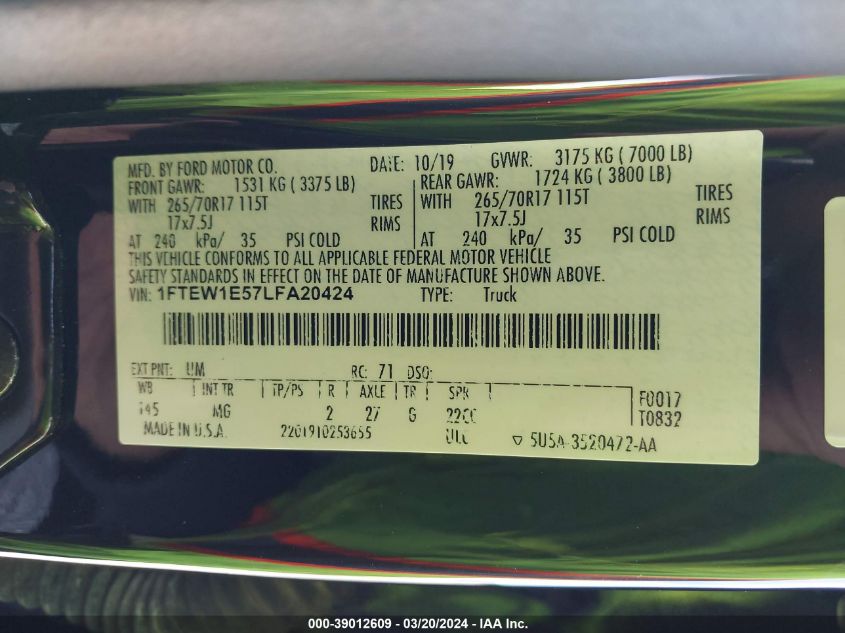 MFD. BY FORD MOTOR CO. DATE: 10/19 GVWR: 3175 KG ( 7000 LB)
FRONT GAWR: 1531 KG ( 3375 LB) REAR GAWR: 1724 KG ( 3800 LB)
WITH 265/70R17 115T TIRES WITH 265/70R17 115T TIRES
17x7.5J RIMS 17x7.5J RIMS
AT 240 kPa/ 35 PSI COLD AT 240 kPa/ 35 PSI COLD
THIS VEHICLE CONFORMS TO ALL APPLICABLE FEDERAL MOTOR VEHICLE
SAFETY STANDARDS IN EFFECT ON THE DATE OF MANUFACTURE SHOWN ABOVE.
VIN: 1FTEW1E57LFA20424 TYPE: Truck
EXT PNT: UM RC: 71 DSO:
WB INT TR TP/PS R AXLE TR SPR F0017
145 MG 2 27 G T0832
MADE IN U.S.A. 2201910253655 5U5A-3520472-AA
000-39012609 — 03/20/2024 — IAA Inc.